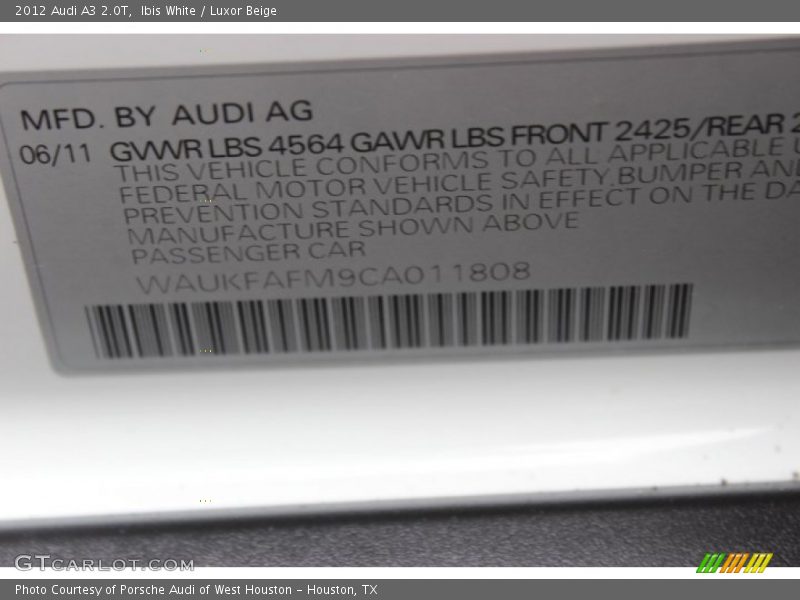 2012 Audi A3 2.0T, Ibis White / Luxor Beige
MFD. BY AUDI AG
06/11 GVWR LBS 4564 GAWR LBS FRONT 2425/REAR 2
THIS VEHICLE CONFORMS TO ALL APPLICABLE U
FEDERAL MOTOR VEHICLE SAFETY,BUMPER AND
PREVENTION STANDARDS IN EFFECT ON THE DA
MANUFACTURE SHOWN ABOVE
PASSENGER CAR
WAUKFAFM9CA011808
GTCARLOT.COM
Photo Courtesy of Porsche Audi of West Houston - Houston, TX